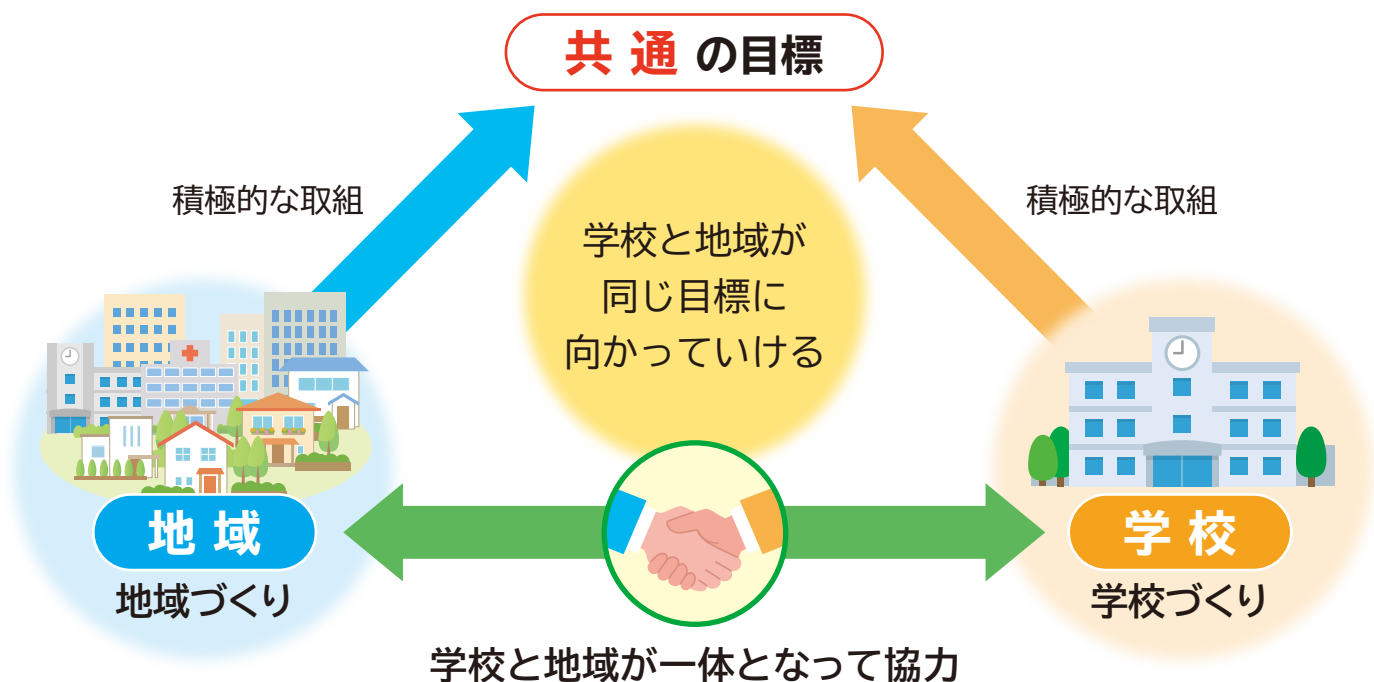 共通の目標
積極的な取組
積極的な取組
学校と地域が
同じ目標に
向かっていける
地域
地域づくり
学校
学校づくり
学校と地域が一体となって協力